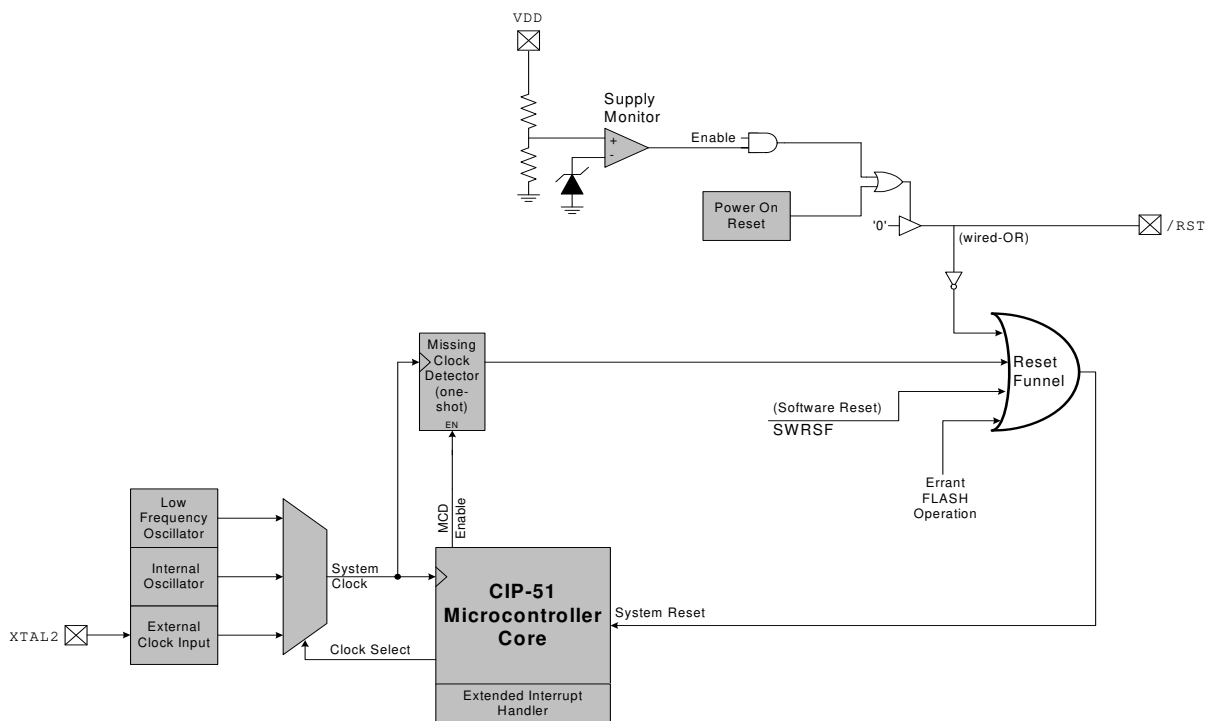 VDD
Supply
Monitor
+
-
Enable
Power On
Reset
'0'
(wired-OR)
/RST
Missing
Clock
Detector
(one-
shot)
EN
Reset
Funnel
(Software Reset)
SWRSF
Errant
FLASH
Operation
MCD
Enable
Low
Frequency
Oscillator
Internal
Oscillator
External
Clock Input
XTAL2
System
Clock
CIP-51
Microcontroller
Core
System Reset
Clock Select
Extended Interrupt
Handler